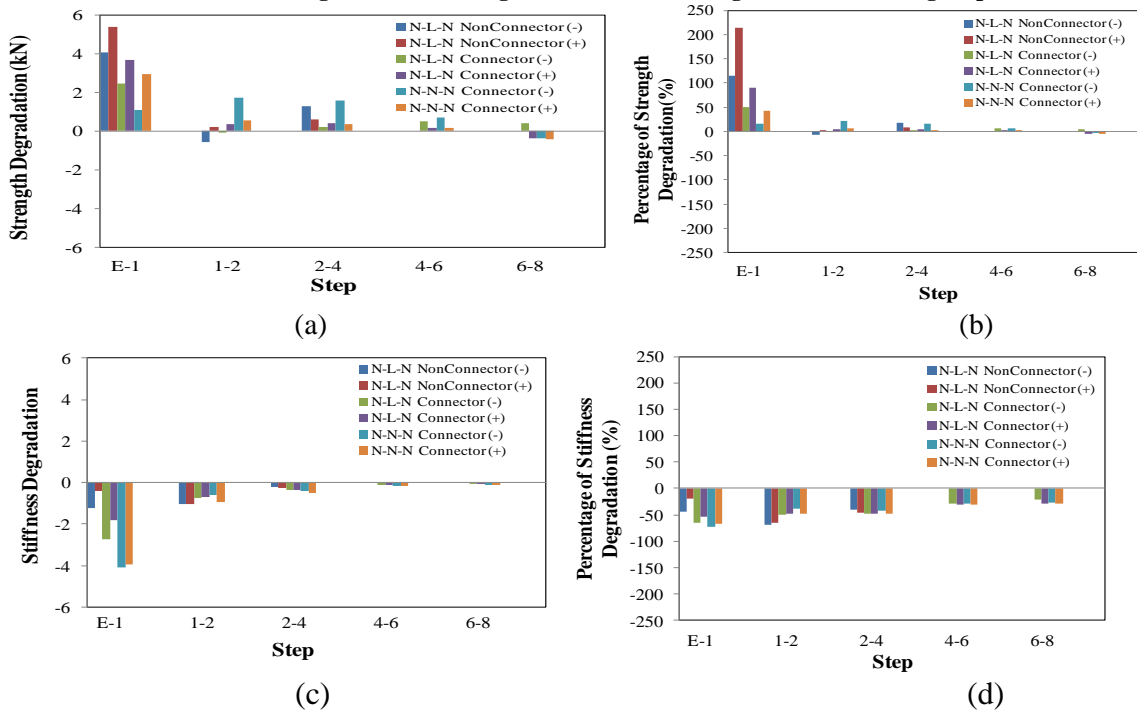 Strength Degradation (kN)
6
4
2
0
-2
-4
-6
N-L-N NonConnector (-)
N-L-N NonConnector (+)
N-L-N Connector (-)
N-L-N Connector (+)
N-N-N Connector (-)
N-N-N Connector (+)
E-1 1-2 2-4 4-6 6-8
Step
(a)
Percentage of Strength
Degradation (%)
250
200
150
100
50
0
-50
-100
-150
-200
-250
N-L-N NonConnector (-)
N-L-N NonConnector (+)
N-L-N Connector (-)
N-L-N Connector (+)
N-N-N Connector (-)
N-N-N Connector (+)
E-1 1-2 2-4 4-6 6-8
Step
(b)
Stiffness Degradation
6
4
2
0
-2
-4
-6
N-L-N NonConnector (-)
N-L-N NonConnector (+)
N-L-N Connector (-)
N-L-N Connector (+)
N-N-N Connector (-)
N-N-N Connector (+)
E-1 1-2 2-4 4-6 6-8
Step
(c)
Percentage of Stiffness
Degradation (%)
250
200
150
100
50
0
-50
-100
-150
-200
-250
N-L-N NonConnector (-)
N-L-N NonConnector (+)
N-L-N Connector (-)
N-L-N Connector (+)
N-N-N Connector (-)
N-N-N Connector (+)
E-1 1-2 2-4 4-6 6-8
Step
(d)